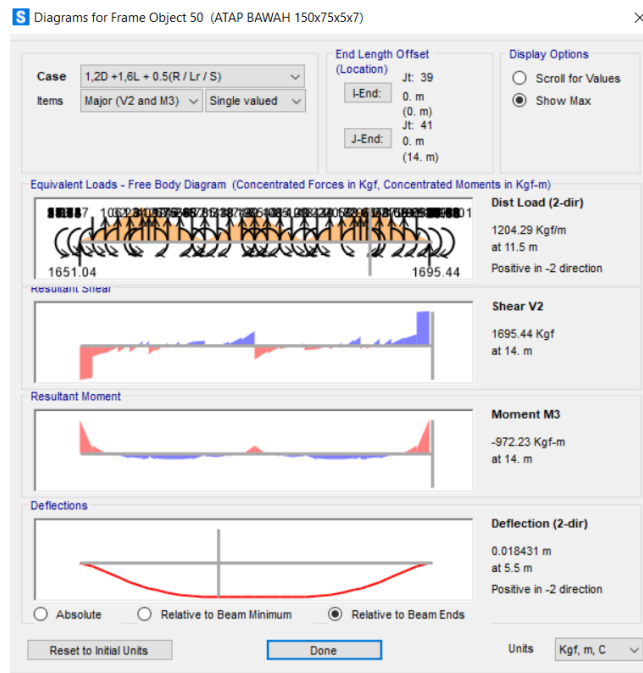 Diagrams for Frame Object 50 (ATAP BAWAH 150x75x5x7)
Case 1,2D +1,6L + 0.5(R / Lr / S)
Items Major (V2 and M3) Single valued
End Length Offset
(Location)
Jt: 39
I-End: 0. m
(0. m)
Jt: 41
J-End: 0. m
(14. m)
Display Options
Scroll for Values
Show Max
Equivalent Loads - Free Body Diagram (Concentrated Forces in Kgf, Concentrated Moments in Kgf-m)
1651.04
1695.44
Dist Load (2-dir)
1204.29 Kgf/m
at 11.5 m
Positive in -2 direction
Resultant Shear
Shear V2
1695.44 Kgf
at 14. m
Resultant Moment
Moment M3
-972.23 Kgf-m
at 14. m
Deflections
Deflection (2-dir)
0.018431 m
at 5.5 m
Positive in -2 direction
Absolute Relative to Beam Minimum Relative to Beam Ends
Reset to Initial Units Done Units Kgf, m, C